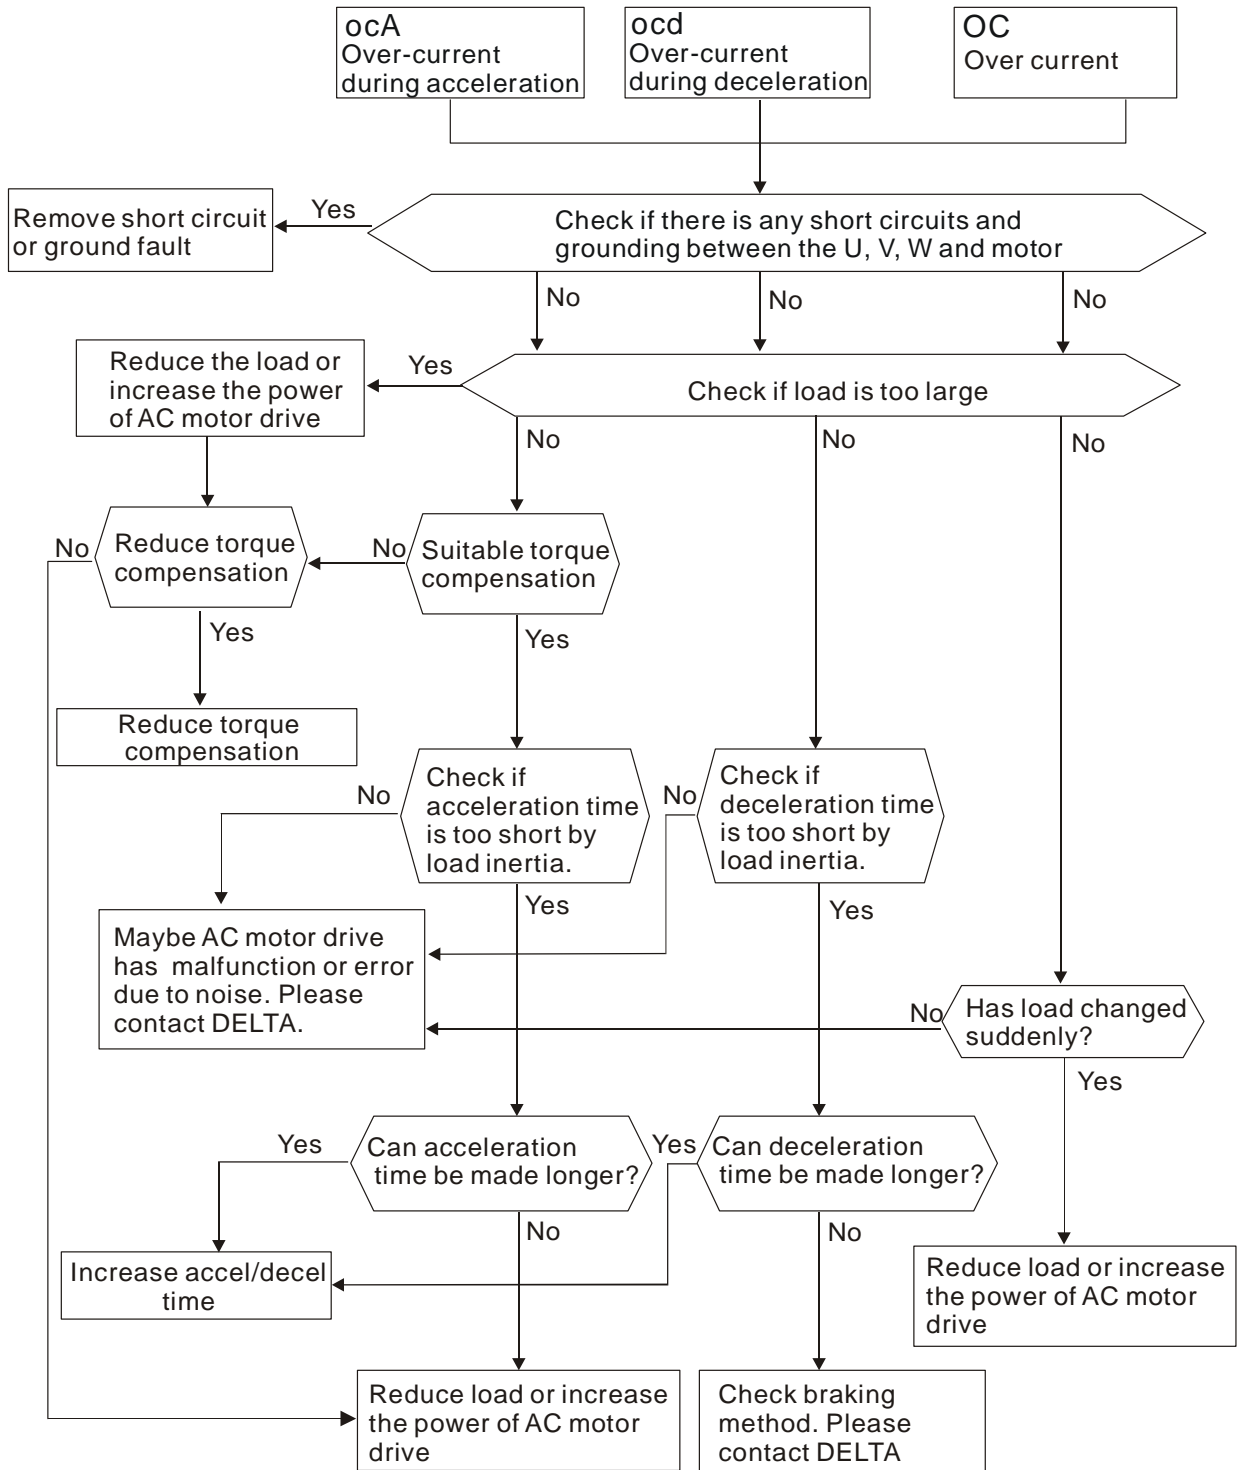 ocA
Over-current
during acceleration
ocd
Over-current
during deceleration
OC
Over current
Remove short circuit
or ground fault
Yes
Check if there is any short circuits and
grounding between the U, V, W and motor
No
No
No
Reduce the load or
increase the power
of AC motor drive
Yes
Check if load is too large
No
No
No
No
Reduce torque
compensation
No
Suitable torque
compensation
Yes
Yes
Reduce torque
compensation
No
Check if
acceleration time
is too short by
load inertia.
No
Check if
deceleration time
is too short by
load inertia.
Yes
Yes
Maybe AC motor drive
has malfunction or error
due to noise. Please
contact DELTA.
No
Has load changed
suddenly?
Yes
Yes
Can acceleration
time be made longer?
Yes
Can deceleration
time be made longer?
No
No
Increase accel/decel
time
Reduce load or increase
the power of AC motor
drive
Reduce load or increase
the power of AC motor
drive
Check braking
method. Please
contact DELTA